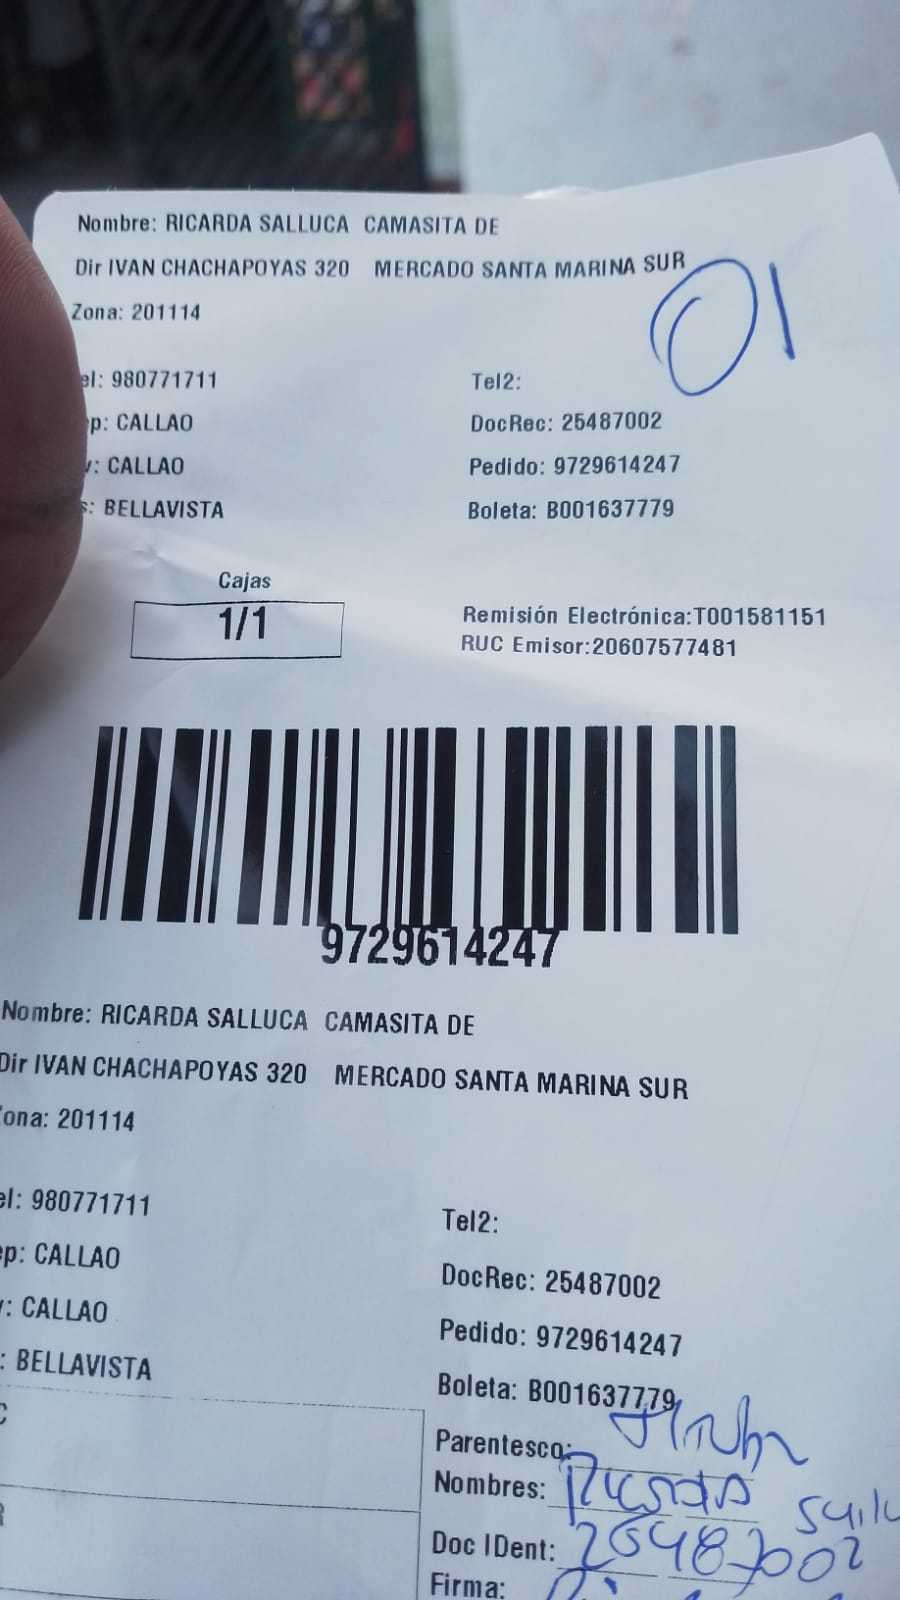 Nombre: RICARDA SALLUCA CAMASITA DE
Dir IVAN CHACHAPOYAS 320 MERCADO SANTA MARINA SUR
01
Zona: 201114
el: 980771711 Tel2:
p: CALLAO DocRec: 25487002
v: CALLAO Pedido: 9729614247
s: BELLAVISTA Boleta: B001637779
Cajas
1/1
Remisión Electrónica:T001581151
RUC Emisor:20607577481
9729614247
Nombre: RICARDA SALLUCA CAMASITA DE
Dir IVAN CHACHAPOYAS 320 MERCADO SANTA MARINA SUR
ona: 201114
el: 980771711 Tel2:
ep: CALLAO DocRec: 25487002
v: CALLAO Pedido: 9729614247
: BELLAVISTA Boleta: B001637779
C
Parentesco:
Nombres: Ricarda
R
Doc IDent: 25487002
Firma: